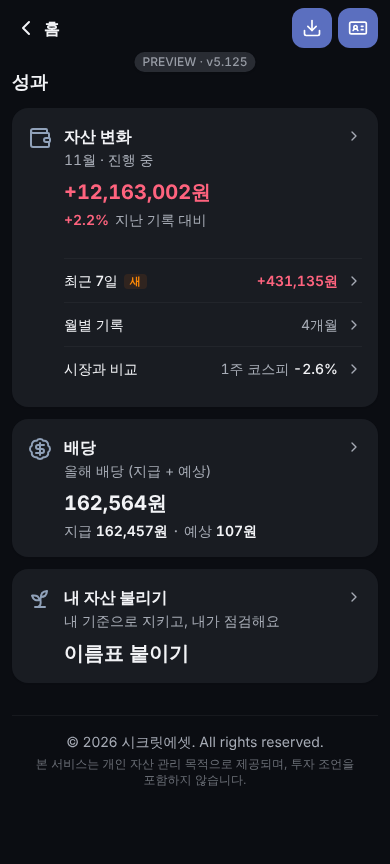 홈
PREVIEW · v5.125
성과
자산 변화
11월 · 진행 중
+12,163,002원
+2.2% 지난 기록 대비
최근 7일 새 +431,135원
월별 기록 4개월
시장과 비교 1주 코스피 -2.6%
배당
올해 배당 (지급 + 예상)
162,564원
지급 162,457원 · 예상 107원
내 자산 불리기
내 기준으로 지키고, 내가 점검해요
이름표 붙이기
© 2026 시크릿에셋. All rights reserved.
본 서비스는 개인 자산 관리 목적으로 제공되며, 투자 조언을
포함하지 않습니다.